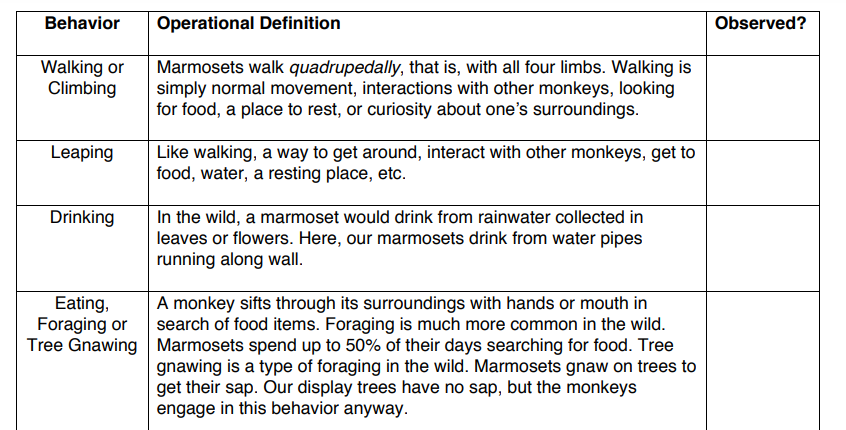 Behavior Operational Definition Observed?
Walking or Climbing
Marmosets walk quadrupedally, that is, with all four limbs. Walking is
simply normal movement, interactions with other monkeys, looking
for food, a place to rest, or curiosity about one’s surroundings.
Leaping
Like walking, a way to get around, interact with other monkeys, get to
food, water, a resting place, etc.
Drinking
In the wild, a marmoset would drink from rainwater collected in
leaves or flowers. Here, our marmosets drink from water pipes
running along wall.
Eating,
Foraging or
Tree Gnawing
A monkey sifts through its surroundings with hands or mouth in
search of food items. Foraging is much more common in the wild.
Marmosets spend up to 50% of their days searching for food. Tree
gnawing is a type of foraging in the wild. Marmosets gnaw on trees to
get their sap. Our display trees have no sap, but the monkeys
engage in this behavior anyway.